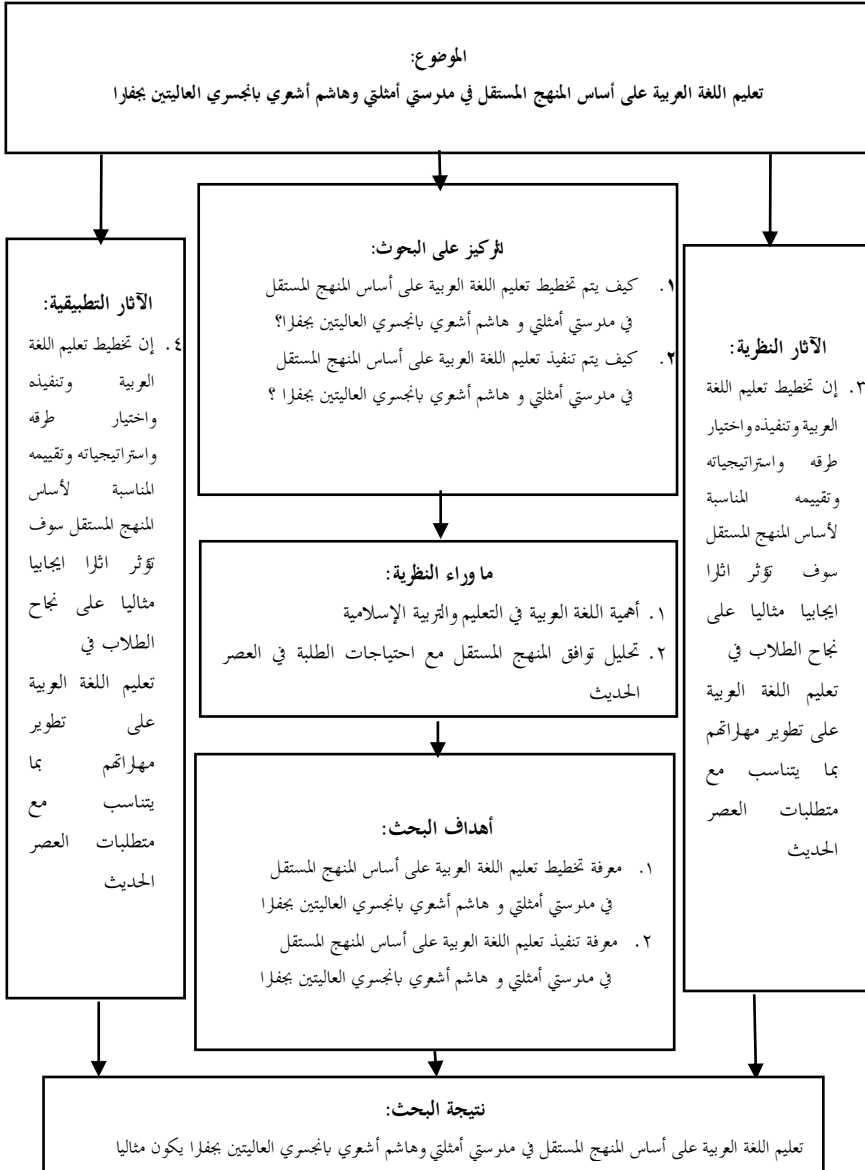 الموضوع:
تعليم اللغة العربية على أساس المنهج المستقل في مدرستي أمثلتي وهاشم أشعري بانجسري العاليتين بجفارا
التركيز على البحوث:
١. كيف يتم تخطيط تعليم اللغة العربية على أساس المنهج المستقل
في مدرستي أمثلتي و هاشم أشعري بانجسري العاليتين بجفارا؟
٢. كيف يتم تنفيذ تعليم اللغة العربية على أساس المنهج المستقل
في مدرستي أمثلتي و هاشم أشعري بانجسري العاليتين بجفارا ؟
الآثار النظرية:
٣. إن تخطيط تعليم اللغة
العربية وتنفيذه واختيار
طرقه واستراتيجياته
وتقييمه المناسبة
لأساس المنهج المستقل
سوف تؤثر اثارا
ايجابيا مثاليا على
نجاح الطلاب في
تعليم اللغة العربية
على تطوير مهاراتهم
بما يتناسب مع
متطلبات العصر
الحديث
الآثار التطبيقية:
٤. إن تخطيط تعليم اللغة
العربية وتنفيذه
واختيار طرقه
واستراتيجياته وتقييمه
المناسبة لأساس
المنهج المستقل سوف
تؤثر اثارا ايجابيا
مثاليا على نجاح
الطلاب في
تعليم اللغة العربية
على تطوير
مهاراتهم بما
يتناسب مع
متطلبات العصر
الحديث
ما وراء النظرية:
١. أهمية اللغة العربية في التعليم والتربية الإسلامية
٢. تحليل توافق المنهج المستقل مع احتياجات الطلبة في العصر
الحديث
أهداف البحث:
١. معرفة تخطيط تعليم اللغة العربية على أساس المنهج المستقل
في مدرستي أمثلتي و هاشم أشعري بانجسري العاليتين بجفارا
٢. معرفة تنفيذ تعليم اللغة العربية على أساس المنهج المستقل
في مدرستي أمثلتي و هاشم أشعري بانجسري العاليتين بجفارا
نتيجة البحث:
تعليم اللغة العربية على أساس المنهج المستقل في مدرستي أمثلتي وهاشم أشعري بانجسري العاليتين بجفارا يكون مثاليا